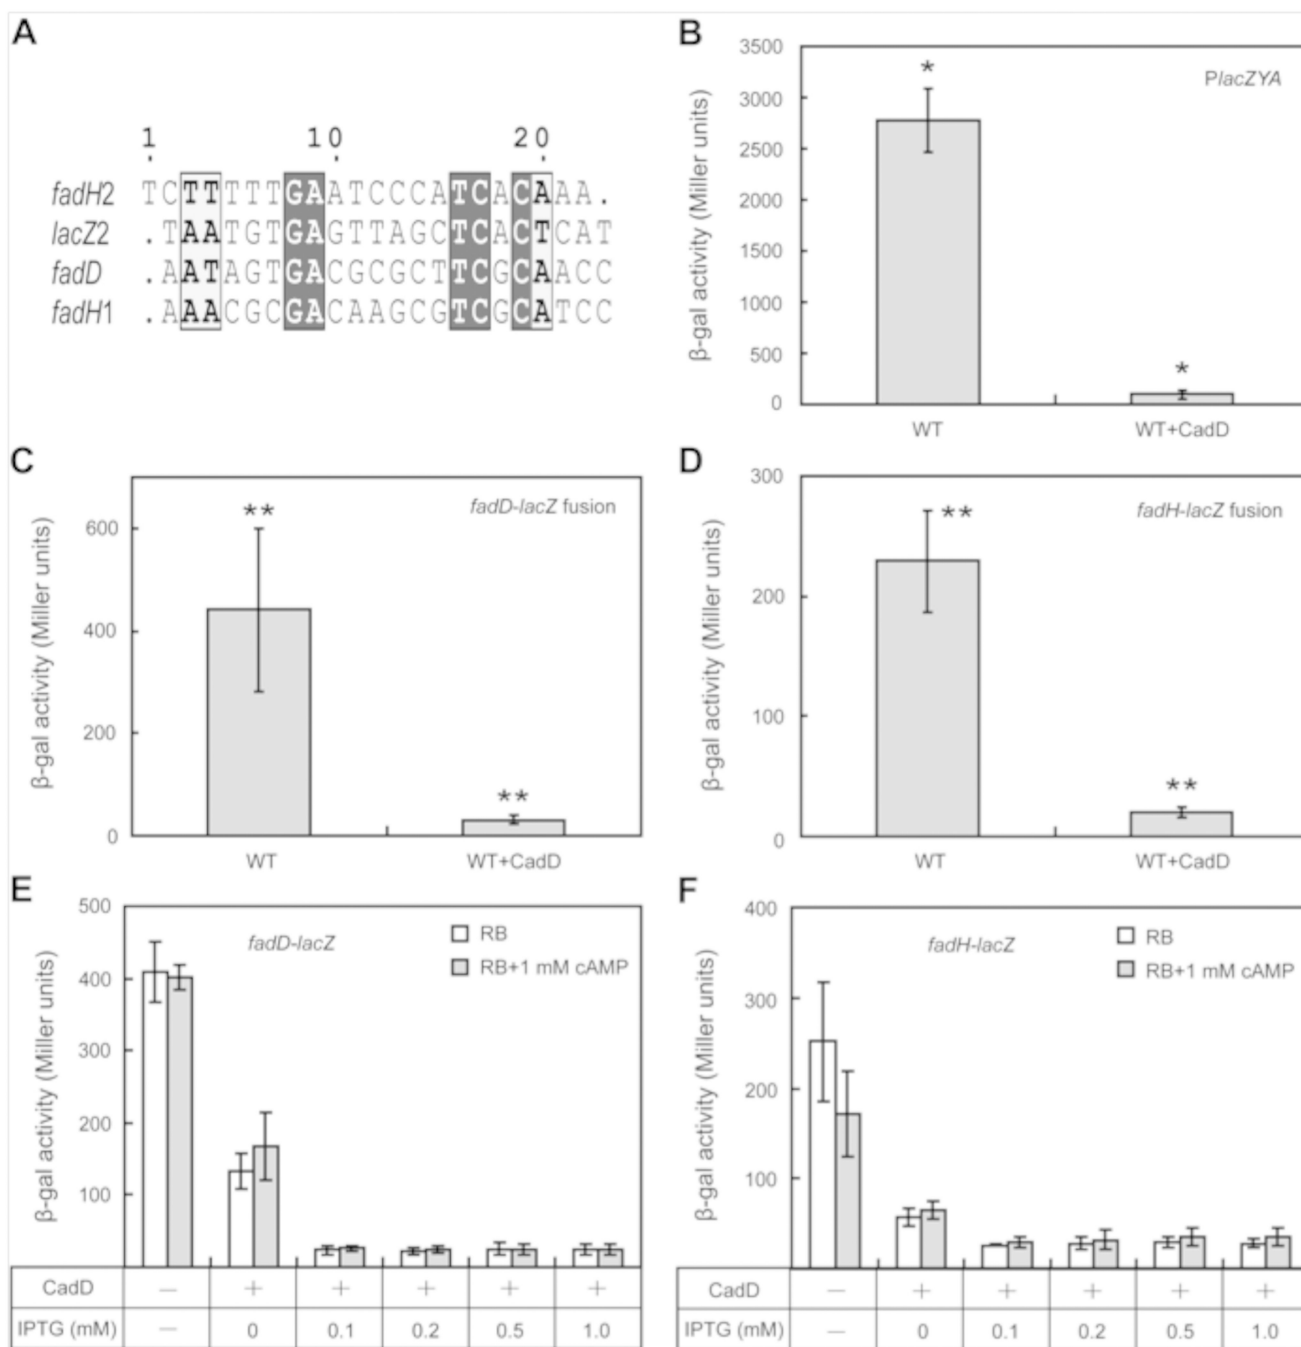 A
1 10 20
fadH2 TCTTTTTGAATCCCATCACAAA.
lacZ2 .TAATGTGAGTTAGCTCACTCAT
fadD .AATAGTGACGCGCTTCGCAACC
fadH1 .AAACGCGACAAGCGTCGCATCC
B
PlacZYA
β-gal activity (Miller units)
3500
3000
2500
2000
1500
1000
500
0
*
*
WT WT+CadD
C
fadD-lacZ fusion
β-gal activity (Miller units)
600
400
200
0
**
**
WT WT+CadD
D
fadH-lacZ fusion
β-gal activity (Miller units)
300
200
100
0
**
**
WT WT+CadD
E
fadD-lacZ
RB
RB+1 mM cAMP
β-gal activity (Miller units)
500
400
300
200
100
CadD — + + + + +
IPTG (mM) — 0 0.1 0.2 0.5 1.0
F
fadH-lacZ
RB
RB+1 mM cAMP
β-gal activity (Miller units)
400
300
200
100
CadD — + + + + +
IPTG (mM) — 0 0.1 0.2 0.5 1.0